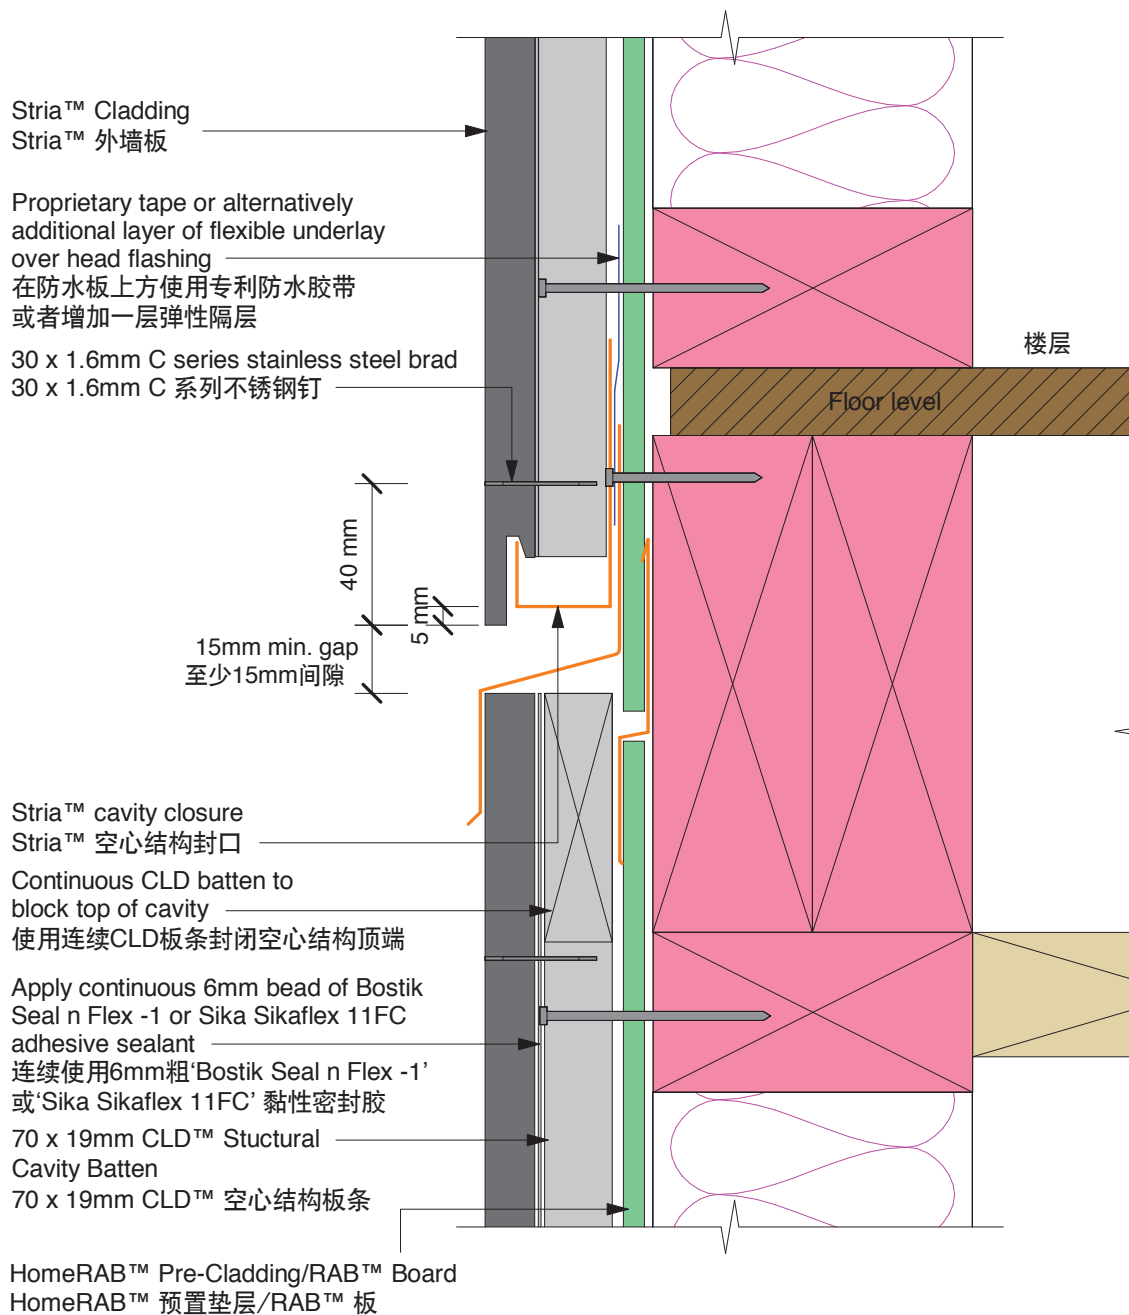 Stria™ Cladding
Stria™ 外墙板
Proprietary tape or alternatively
additional layer of flexible underlay
over head flashing
在防水板上方使用专利防水胶带
或者增加一层弹性隔层
30 x 1.6mm C series stainless steel brad
30 x 1.6mm C 系列不锈钢钉
楼层
Floor level
40 mm
5 mm
15mm min. gap
至少15mm间隙
Stria™ cavity closure
Stria™ 空心结构封口
Continuous CLD batten to
block top of cavity
使用连续CLD板条封闭空心结构顶端
Apply continuous 6mm bead of Bostik
Seal n Flex -1 or Sika Sikaflex 11FC
adhesive sealant
连续使用6mm粗‘Bostik Seal n Flex -1’
或‘Sika Sikaflex 11FC’ 黏性密封胶
70 x 19mm CLD™ Stuctural
Cavity Batten
70 x 19mm CLD™ 空心结构板条
HomeRAB™ Pre-Cladding/RAB™ Board
HomeRAB™ 预置垫层/RAB™ 板